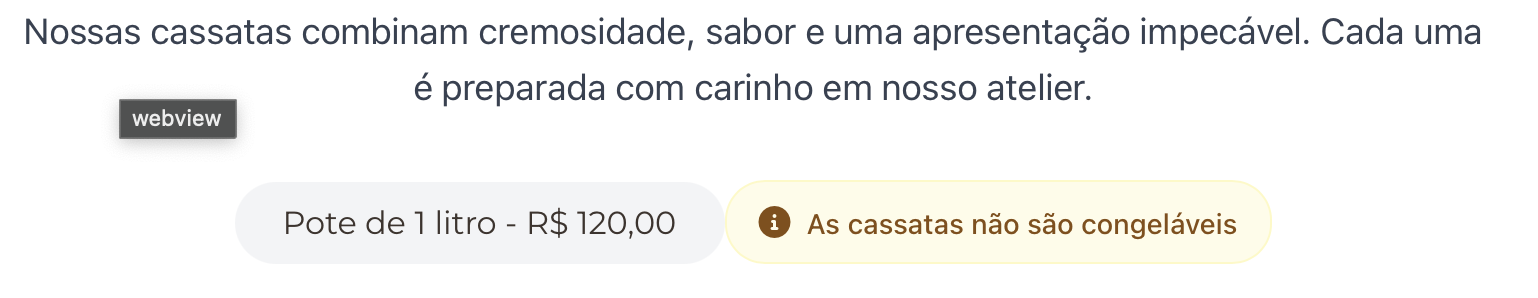 Nossas cassatas combinam cremosidade, sabor e uma apresentação impecável. Cada uma
é preparada com carinho em nosso atelier.
webview
Pote de 1 litro - R$ 120,00
As cassatas não são congeláveis